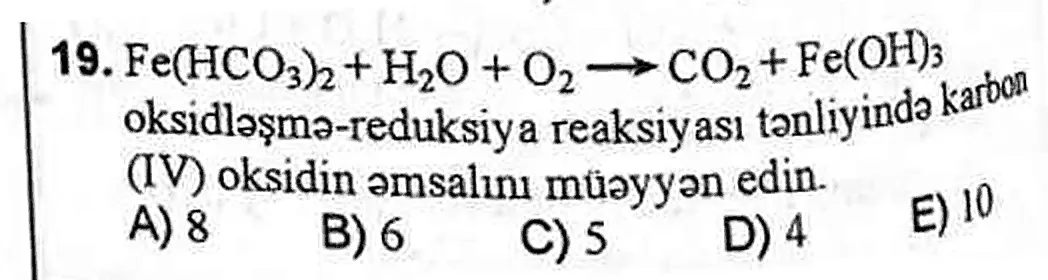 19. Fe(HCO₃)₂ + H₂O + O₂ ⟶ CO₂ + Fe(OH)₃
oksidləşmə-reduksiya reaksiyası tənliyində karbon
(IV) oksidin əmsalını müəyyən edin.
A) 8 B) 6 C) 5 D) 4 E) 10